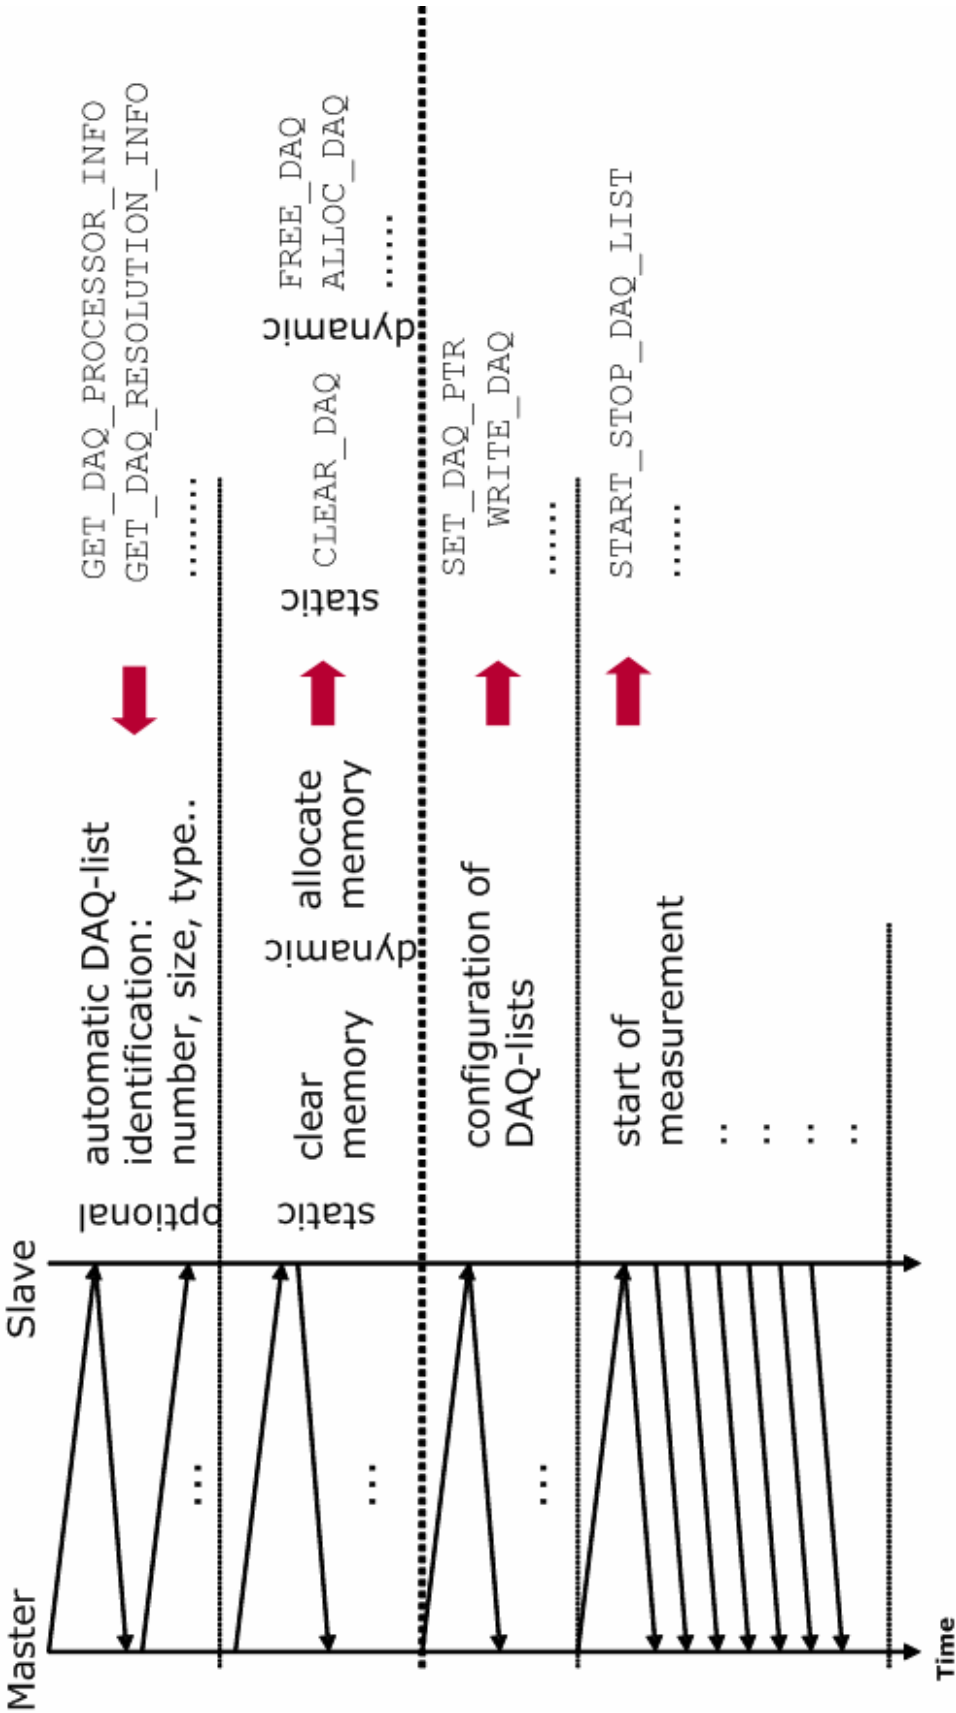 Master
Slave
optional
automatic DAQ-list
identification:
number, size, type..
GET_DAQ_PROCESSOR_INFO
GET_DAQ_RESOLUTION_INFO
........
...
static
clear
memory
dynamic
allocate
memory
static
CLEAR_DAQ
dynamic
FREE_DAQ
ALLOC_DAQ
......
...
configuration of
DAQ-lists
SET_DAQ_PTR
WRITE_DAQ
......
...
start of
measurement
:
:
:
:
START_STOP_DAQ_LIST
......
Time